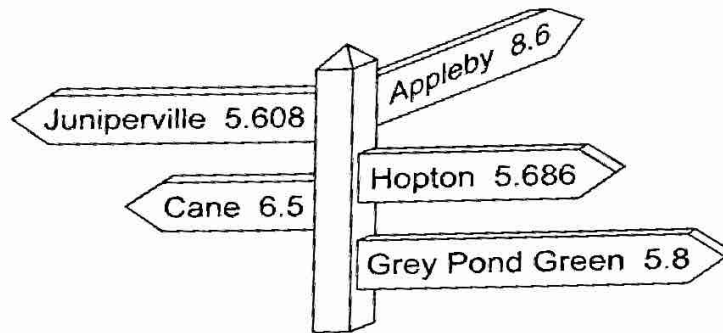 Appleby 8.6
Juniperville 5.608
Hopton 5.686
Cane 6.5
Grey Pond Green 5.8